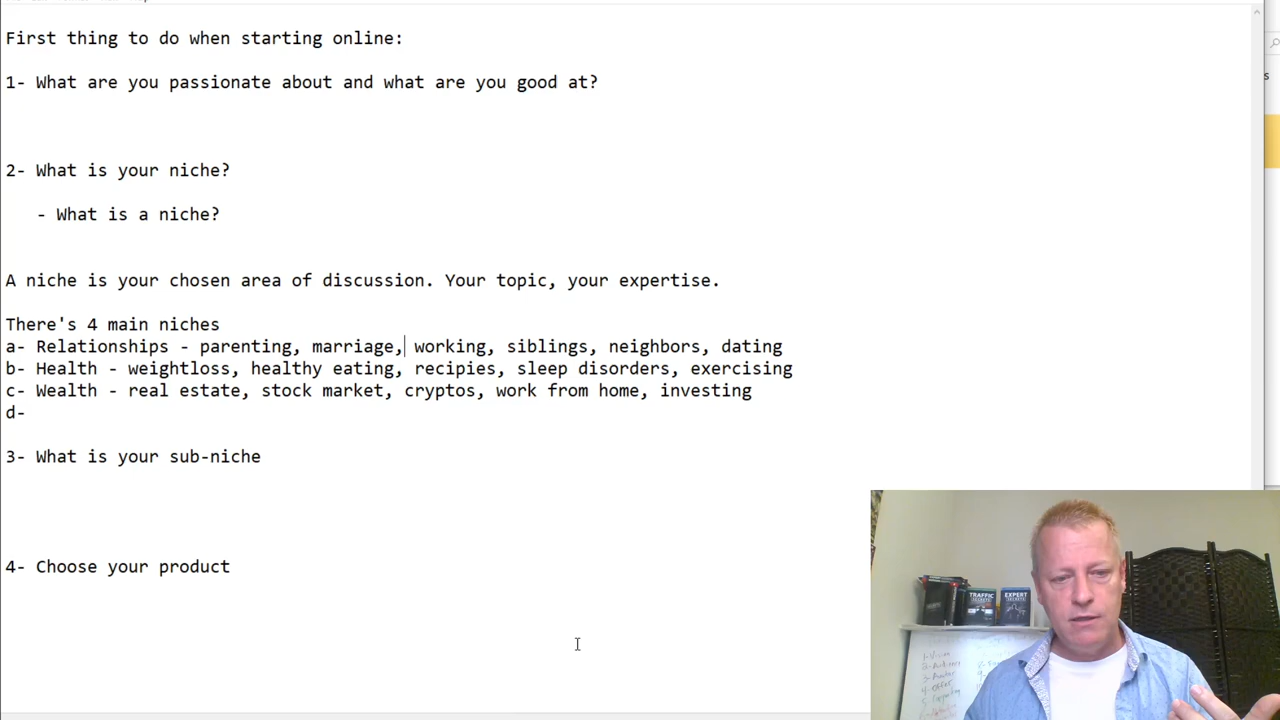 First thing to do when starting online:
1- What are you passionate about and what are you good at?
2- What is your niche?
- What is a niche?
A niche is your chosen area of discussion. Your topic, your expertise.
There's 4 main niches
a- Relationships - parenting, marriage, working, siblings, neighbors, dating
b- Health - weightloss, healthy eating, recipies, sleep disorders, exercising
c- Wealth - real estate, stock market, cryptos, work from home, investing
d-
3- What is your sub-niche
4- Choose your product
TRAFFIC
SECRETS
EXPERT
SECRETS